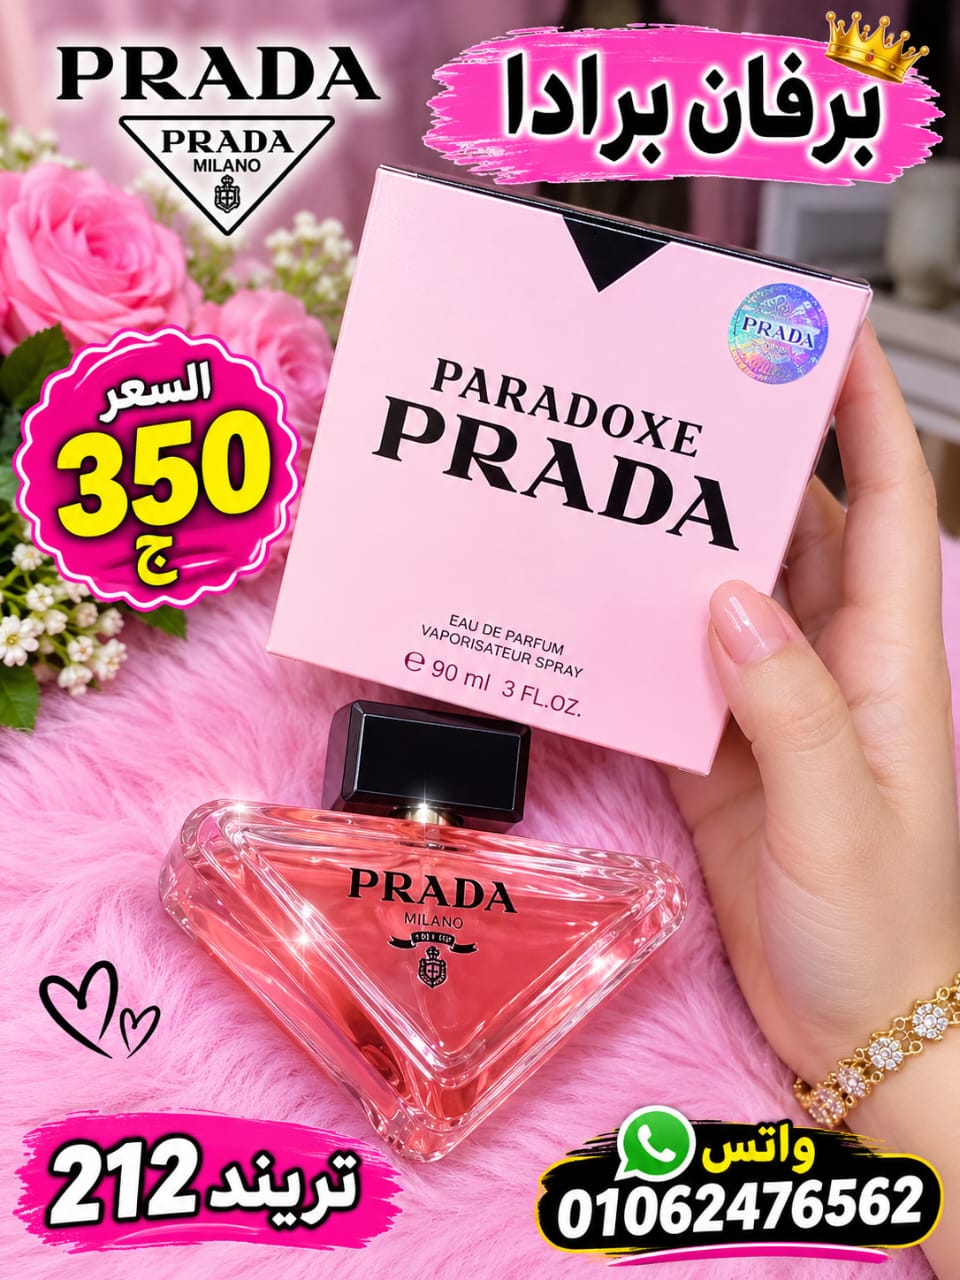 PRADA
PRADA
MILANO
برفان برادا
PRADA
PARADOXE
PRADA
EAU DE PARFUM
VAPORISATEUR SPRAY
e 90 ml 3 FL.OZ.
السعر
350
ج
PRADA
MILANO
تريند 212
واتس
01062476562